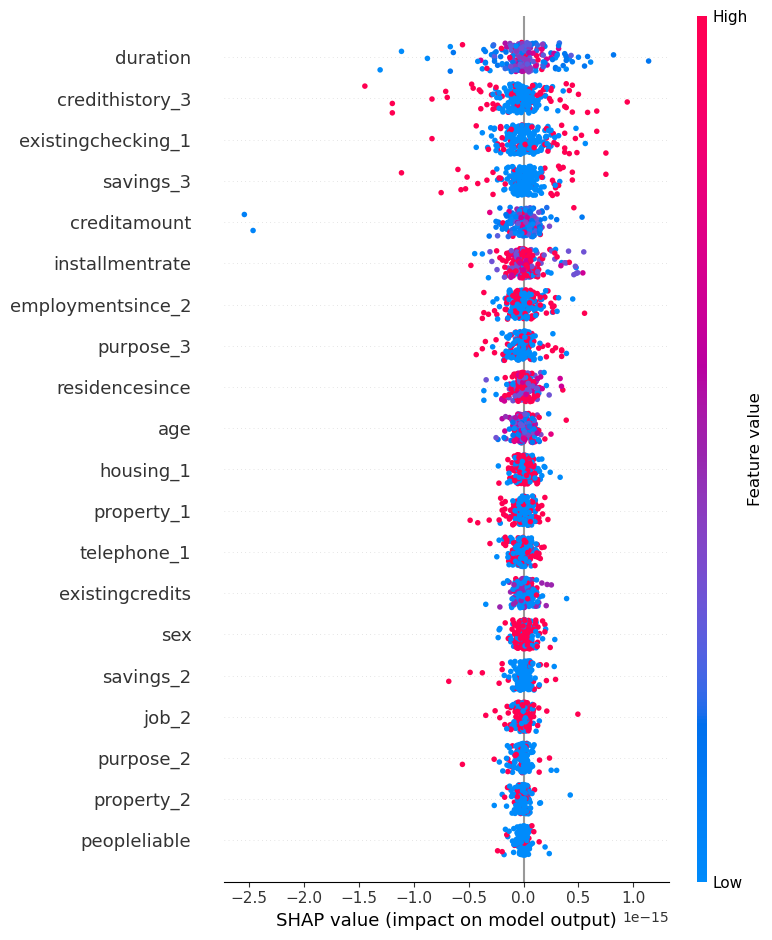 High
duration
credithistory_3
existingchecking_1
savings_3
creditamount
installmentrate
employmentsince_2
purpose_3
residencesince
age
housing_1
property_1
telephone_1
existingcredits
sex
savings_2
job_2
purpose_2
property_2
peopleliable
Feature value
Low
−2.5 −2.0 −1.5 −1.0 −0.5 0.0 0.5 1.0
SHAP value (impact on model output) 1e−15